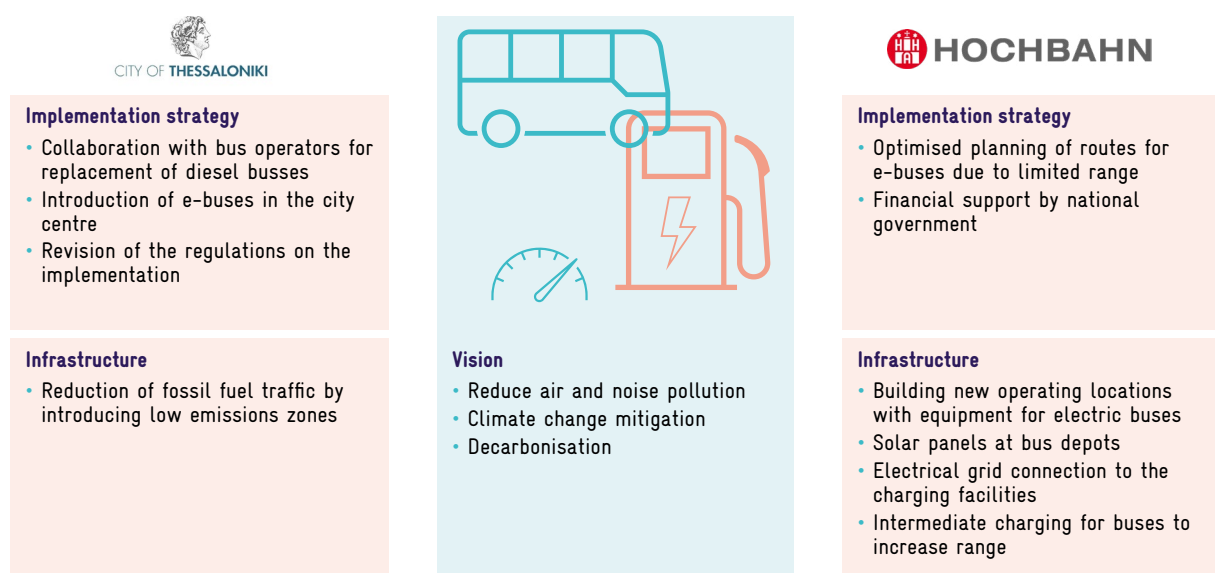 CITY OF THESSALONIKI
Implementation strategy
• Collaboration with bus operators for
replacement of diesel busses
• Introduction of e-buses in the city
centre
• Revision of the regulations on the
implementation
Infrastructure
• Reduction of fossil fuel traffic by
introducing low emissions zones
Vision
• Reduce air and noise pollution
• Climate change mitigation
• Decarbonisation
HHA HOCHBAHN
Implementation strategy
• Optimised planning of routes for
e-buses due to limited range
• Financial support by national
government
Infrastructure
• Building new operating locations
with equipment for electric buses
• Solar panels at bus depots
• Electrical grid connection to the
charging facilities
• Intermediate charging for buses to
increase range